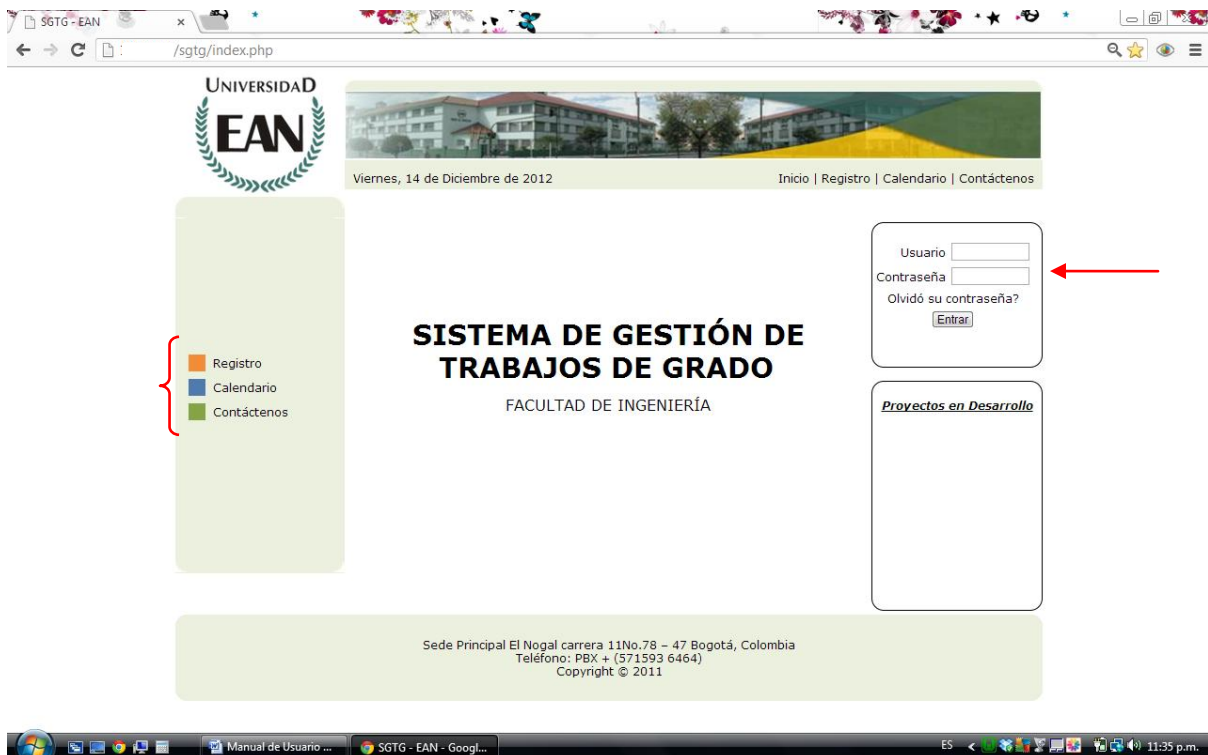 SGTG - EAN
/sgtg/index.php
UNIVERSIDAD
EAN
Viernes, 14 de Diciembre de 2012
Inicio | Registro | Calendario | Contáctenos
Usuario
Contraseña
Olvidó su contraseña?
Entrar
SISTEMA DE GESTIÓN DE
TRABAJOS DE GRADO
FACULTAD DE INGENIERÍA
Registro
Calendario
Contáctenos
Proyectos en Desarrollo
Sede Principal El Nogal carrera 11No.78 – 47 Bogotá, Colombia
Teléfono: PBX + (571593 6464)
Copyright © 2011
Manual de Usuario ...
SGTG - EAN - Googl...
ES
11:35 p.m.